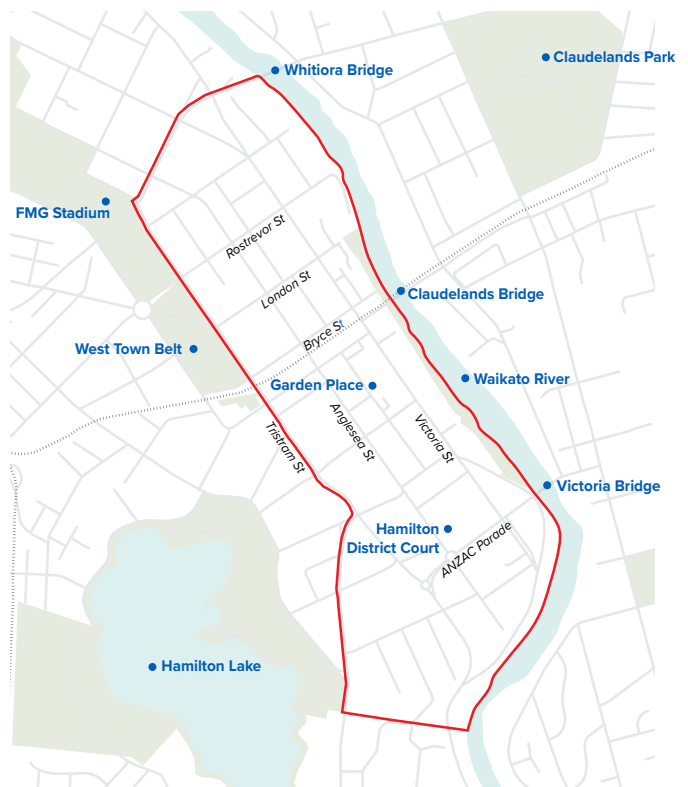 Claudelands Park
Whitiora Bridge
FMG Stadium
Rostrevor St
London St
Claudelands Bridge
Bryce St
West Town Belt
Waikato River
Garden Place
Anglesea St
Victoria St
Tristram St
Victoria Bridge
Hamilton
District Court
ANZAC Parade
Hamilton Lake